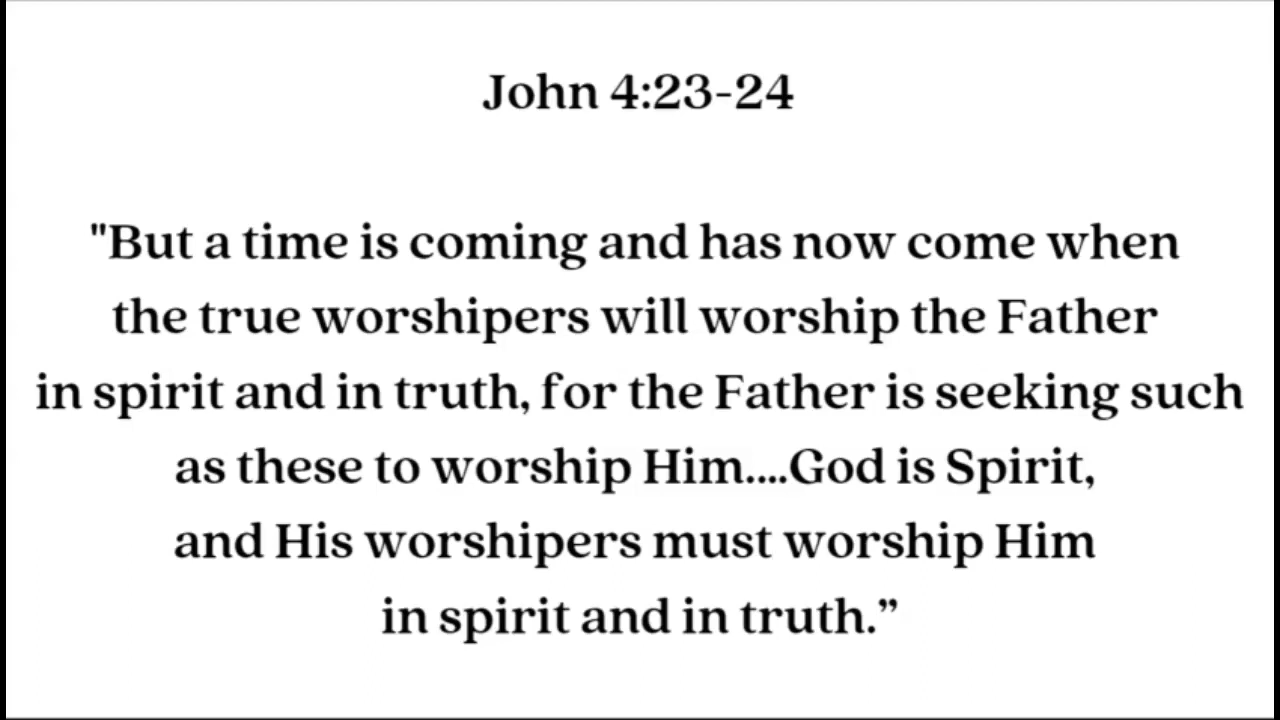 John 4:23-24
"But a time is coming and has now come when
the true worshipers will worship the Father
in spirit and in truth, for the Father is seeking such
as these to worship Him....God is Spirit,
and His worshipers must worship Him
in spirit and in truth.”